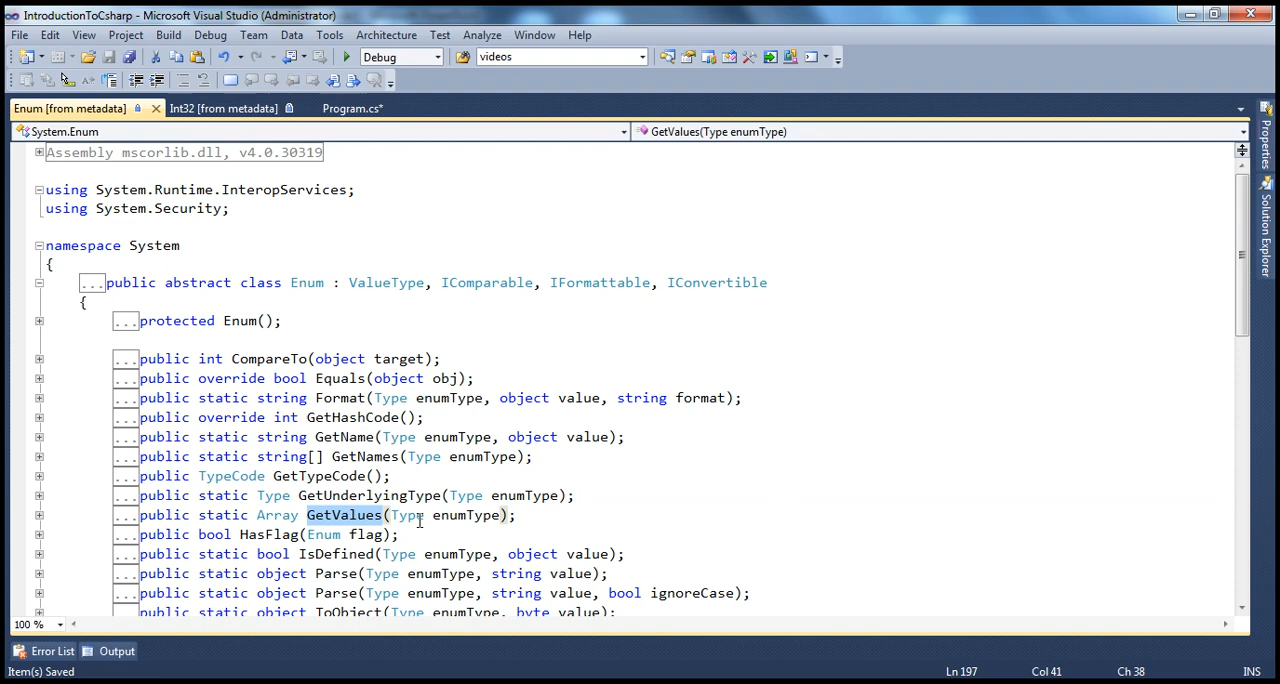 IntroductionToCsharp - Microsoft Visual Studio (Administrator)
File Edit View Project Build Debug Team Data Tools Architecture Test Analyze Window Help
Debug videos
Enum [from metadata] Int32 [from metadata] Program.cs*
System.Enum GetValues(Type enumType)
Assembly mscorlib.dll, v4.0.30319
using System.Runtime.InteropServices;
using System.Security;
namespace System
{
...public abstract class Enum : ValueType, IComparable, IFormattable, IConvertible
{
...protected Enum();
...public int CompareTo(object target);
...public override bool Equals(object obj);
...public static string Format(Type enumType, object value, string format);
...public override int GetHashCode();
...public static string GetName(Type enumType, object value);
...public static string[] GetNames(Type enumType);
...public TypeCode GetTypeCode();
...public static Type GetUnderlyingType(Type enumType);
...public static Array GetValues(Type enumType);
...public bool HasFlag(Enum flag);
...public static bool IsDefined(Type enumType, object value);
...public static object Parse(Type enumType, string value);
...public static object Parse(Type enumType, string value, bool ignoreCase);
...public static object ToObject(Type enumType, byte value);
100 %
Error List Output
Item(s) Saved Ln 197 Col 41 Ch 38 INS
Properties
Solution Explorer